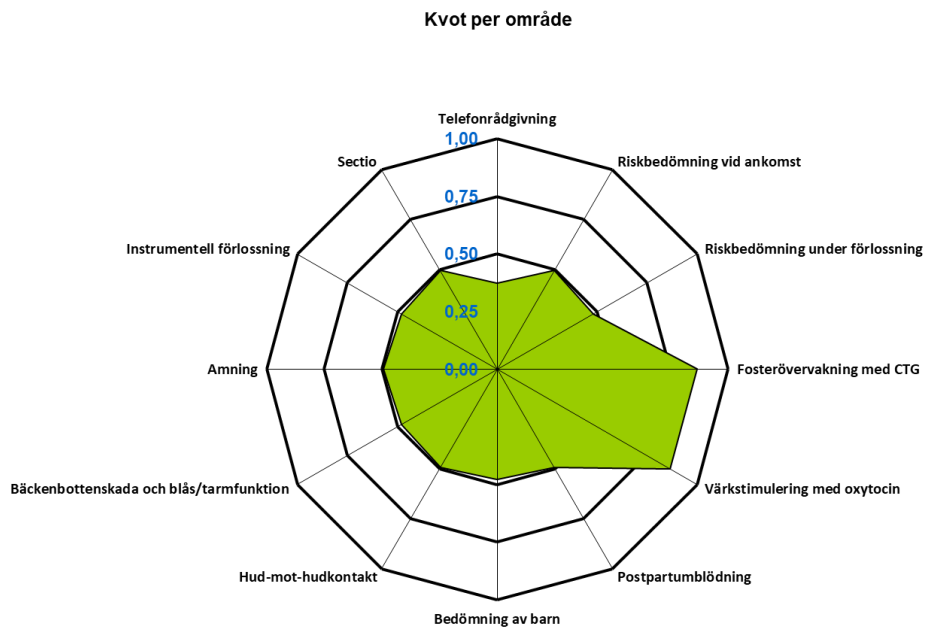 Kvot per område
Telefonrådgivning
1,00
Sectio
Riskbedömning vid ankomst
0,75
Instrumentell förlossning
0,50
Riskbedömning under förlossning
0,25
Amning
0,00
Fosterövervakning med CTG
Bäckenbottenskada och blås/tarmfunktion
Värkstimulering med oxytocin
Hud-mot-hudkontakt
Postpartumblödning
Bedömning av barn